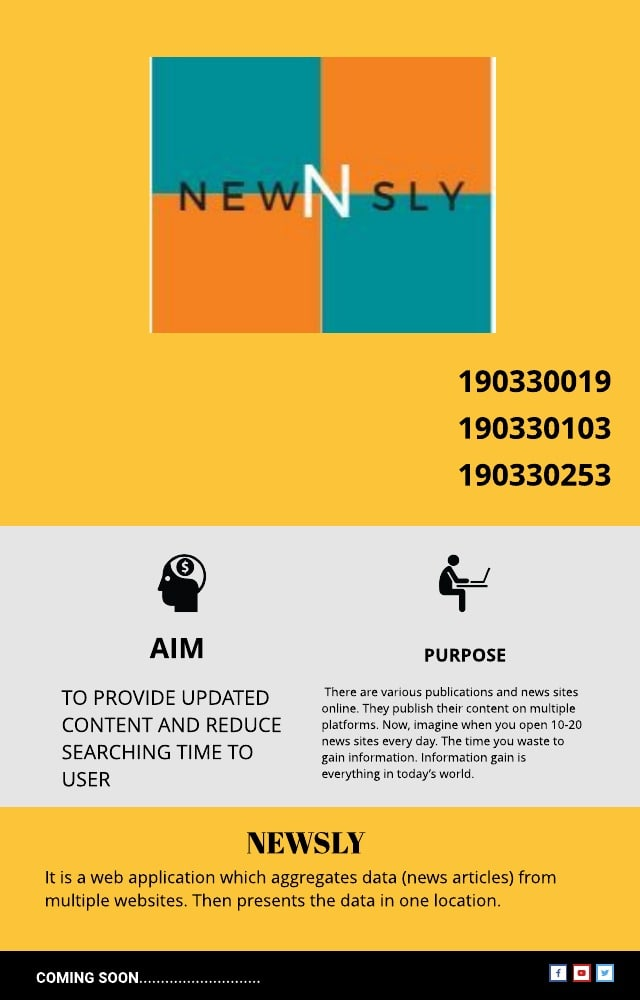 NEW N SLY
190330019
190330103
190330253
AIM
TO PROVIDE UPDATED
CONTENT AND REDUCE
SEARCHING TIME TO
USER
PURPOSE
There are various publications and news sites
online. They publish their content on multiple
platforms. Now, imagine when you open 10-20
news sites every day. The time you waste to
gain information. Information gain is
everything in today’s world.
NEWSLY
It is a web application which aggregates data (news articles) from
multiple websites. Then presents the data in one location.
COMING SOON............................